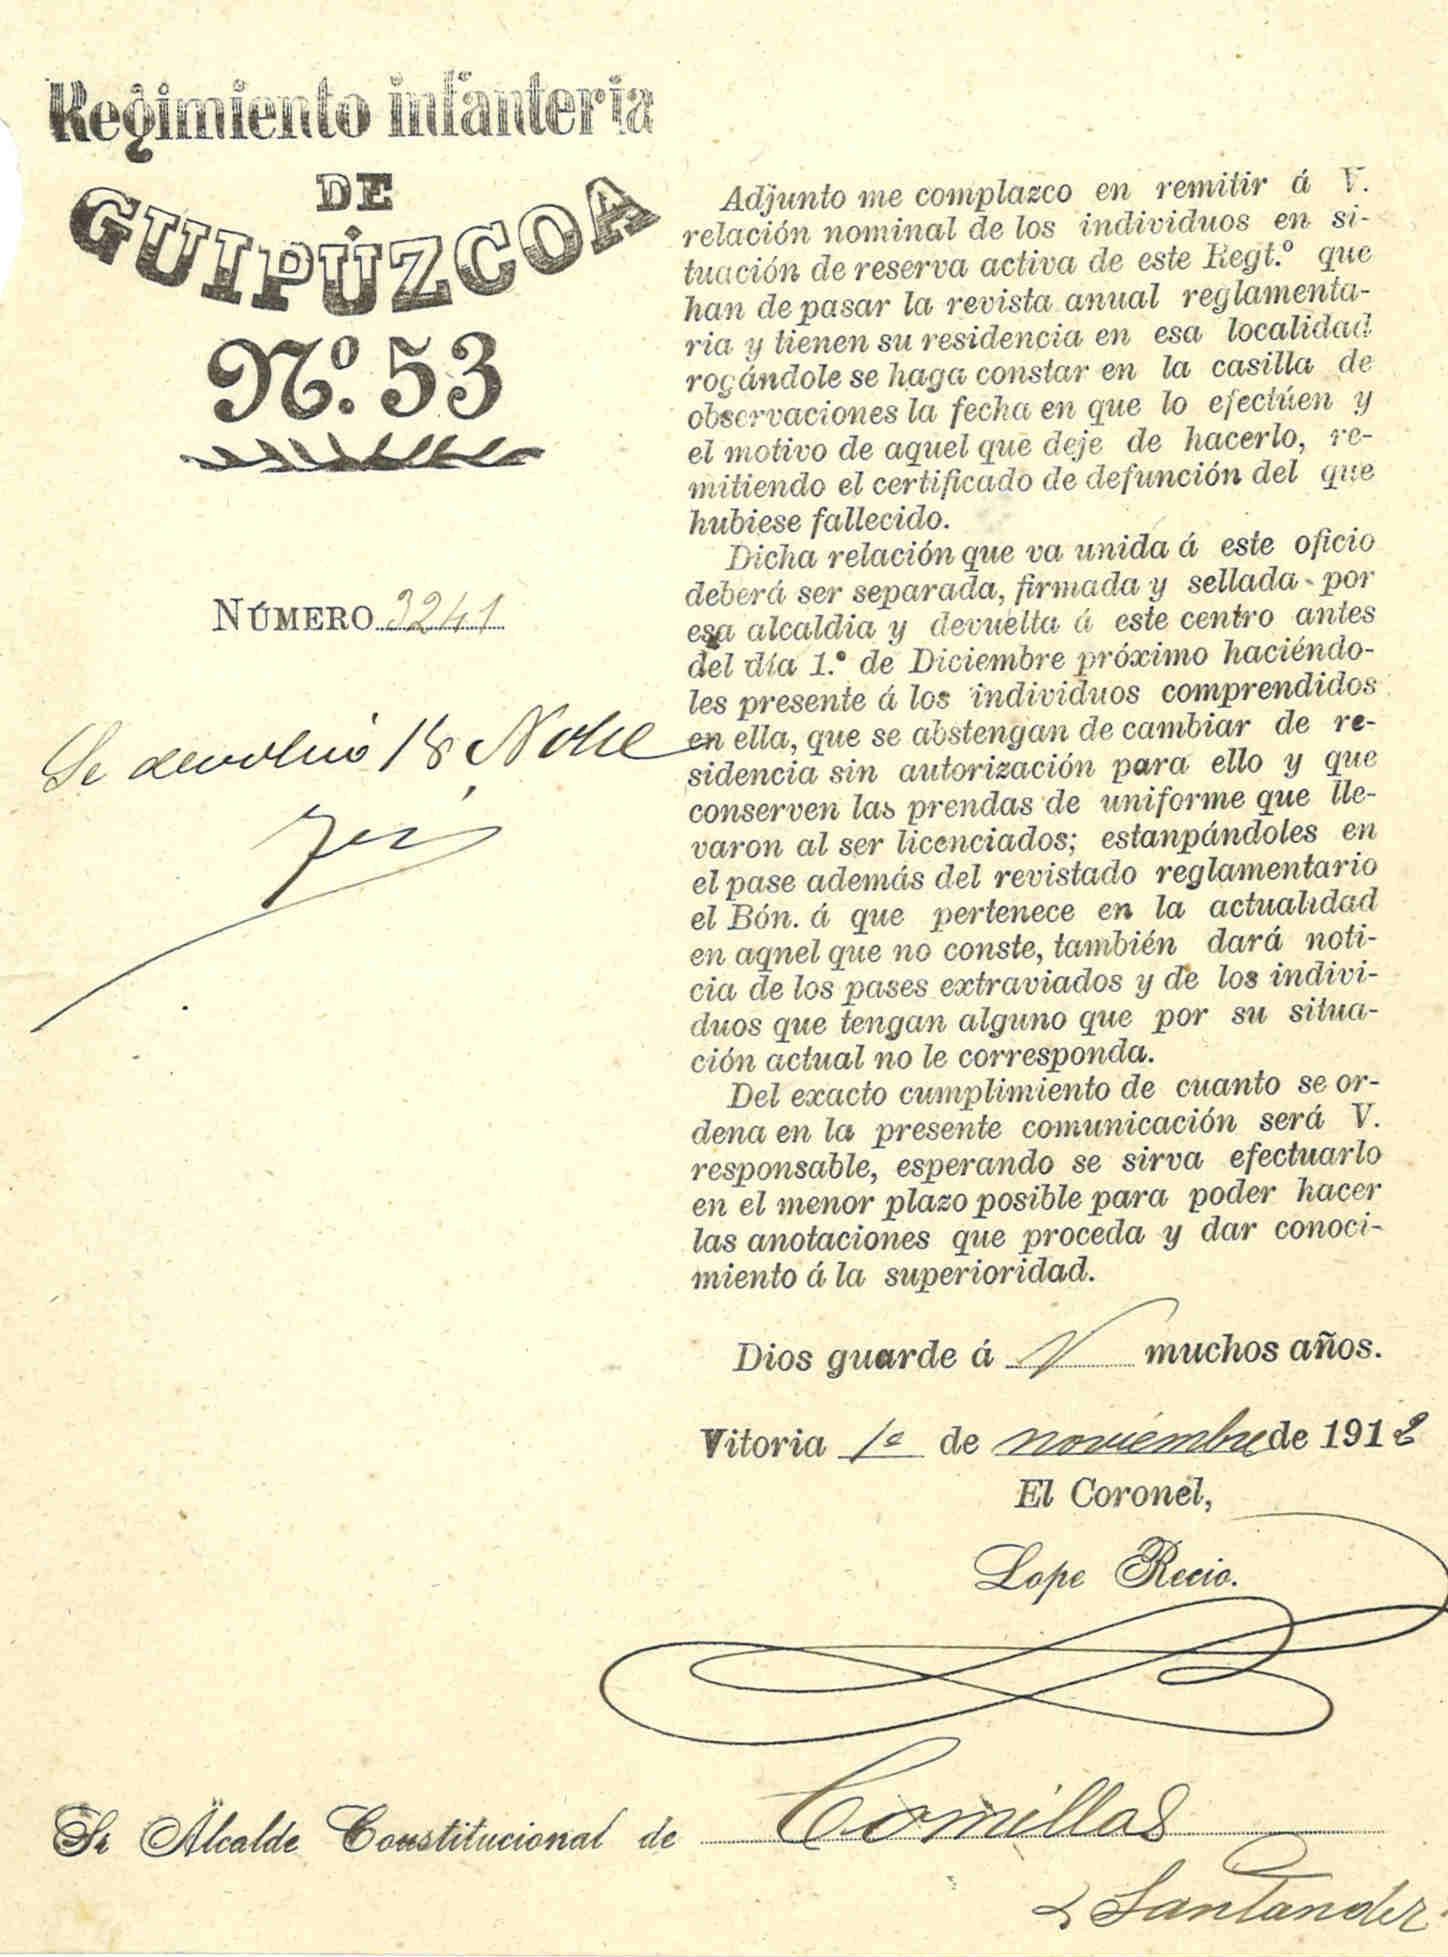 Regimiento infanteria
DE
GUIPÚZCOA
Nº. 53
NÚMERO 3241
Se devolvió 18 Nobe
Adjunto me complazco en remitir á V.
relación nominal de los individuos en si-
tuación de reserva activa de este Regt.º que
han de pasar la revista anual reglamenta-
ria y tienen su residencia en esa localidad
rogándole se haga constar en la casilla de
observaciones la fecha en que lo efectúen y
el motivo de aquel que deje de hacerlo, re-
mitiendo el certificado de defunción del que
hubiese fallecido.
Dicha relación que va unida á este oficio
deberá ser separada, firmada y sellada por
esa alcaldia y devuelta á este centro antes
del día 1.º de Diciembre próximo haciéndo-
les presente á los individuos comprendidos
en ella, que se abstengan de cambiar de re-
sidencia sin autorización para ello y que
conserven las prendas de uniforme que lle-
varon al ser licenciados; estanpándoles en
el pase además del revistado reglamentario
el Bón. á que pertenece en la actualidad
en aqnel que no conste, también dará noti-
cia de los pases extraviados y de los indivi-
duos que tengan alguno que por su situa-
ción actual no le corresponda.
Del exacto cumplimiento de cuanto se or-
dena en la presente comunicación será V.
responsable, esperando se sirva efectuarlo
en el menor plazo posible para poder hacer
las anotaciones que proceda y dar conoci-
miento á la superioridad.
Dios guarde á V muchos años.
Vitoria 1º de noviembre de 1912
El Coronel,
Lope Recio.
Sr Alcalde Constitucional de Comillas
Santander